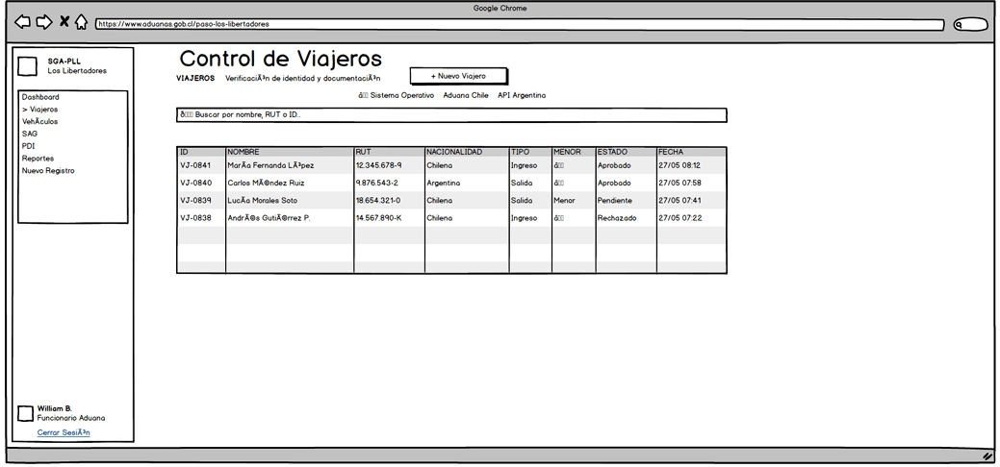 Google Chrome
https://www.aduanas.gob.cl/paso-los-libertadores
SGA-PLL
Los Libertadores
Dashboard
> Viajeros
VehÃ­culos
SAG
PDI
Reportes
Nuevo Registro
William B.
Funcionario Aduana
Cerrar SesiÃ³n
Control de Viajeros
VIAJEROS VerificaciÃ³n de identidad y documentaciÃ³n
+ Nuevo Viajero
â Sistema Operativo Aduana Chile API Argentina
ð Buscar por nombre, RUT o ID..
ID NOMBRE RUT NACIONALIDAD TIPO MENOR ESTADO FECHA
VJ-0841 MarÃ­a Fernanda LÃ³pez 12.345.678-9 Chilena Ingreso â Aprobado 27/05 08:12
VJ-0840 Carlos MÃ©ndez Ruiz 9.876.543-2 Argentina Salida â Aprobado 27/05 07:58
VJ-0839 LucÃ­a Morales Soto 18.654.321-0 Chilena Salida Menor Pendiente 27/05 07:41
VJ-0838 AndrÃ©s GutiÃ©rrez P. 14.567.890-K Chilena Ingreso â Rechazado 27/05 07:22